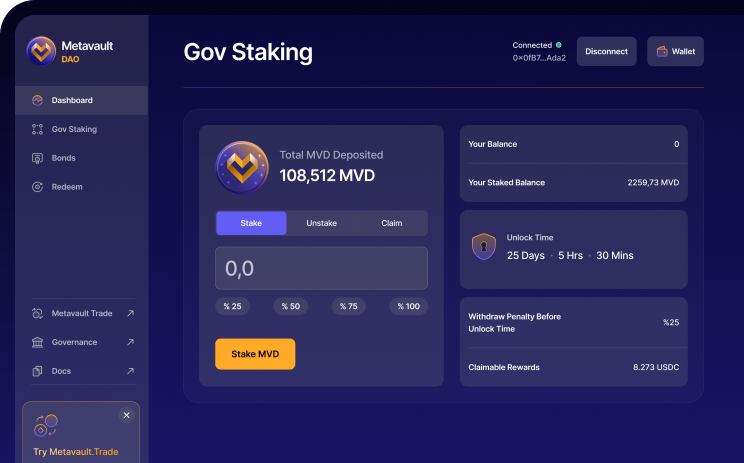 Metavault
DAO
Dashboard
Gov Staking
Bonds
Redeem
Metavault Trade
Governance
Docs
Try Metavault.Trade
Gov Staking
Connected
0x0fB7...Ada2
Disconnect
Wallet
Total MVD Deposited
108,512 MVD
Stake
Unstake
Claim
0,0
% 25
% 50
% 75
% 100
Stake MVD
Your Balance
0
Your Staked Balance
2259,73 MVD
Unlock Time
25 Days · 5 Hrs · 30 Mins
Withdraw Penalty Before
Unlock Time
%25
Claimable Rewards
8.273 USDC